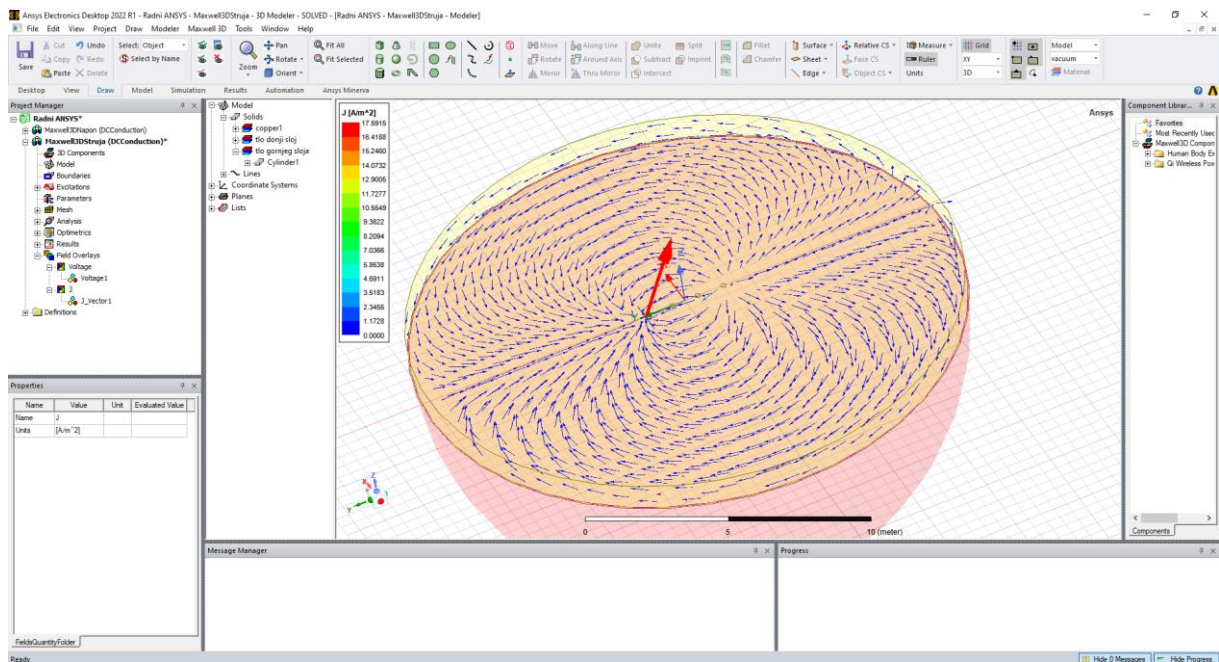 Ansys Electronics Desktop 2022 R1 - Radni ANSYS - Maxwell3DStruja - 3D Modeler - SOLVED - [Radni ANSYS - Maxwell3DStruja - Modeler]
File Edit View Project Draw Modeler Maxwell 3D Tools Window Help
Save
Cut Undo Select: Object
Copy Redo Select by Name
Paste Delete
Zoom
Pan
Rotate
Orient
Fit All
Fit Selected
Move Along Line Unite Split Fillet
Rotate Around Axis Subtract Imprint Chamfer
Mirror Thru Mirror Intersect
Surface Relative CS Measure Grid Model
Sheet Face CS Ruler XY vacuum
Edge Object CS Units 3D Material
Desktop View Draw Model Simulation Results Automation Ansys Minerva
Project Manager
Radni ANSYS*
Maxwell3DNapon (DCConduction)
Maxwell3DStruja (DCConduction)*
3D Components
Model
Boundaries
Excitations
Parameters
Mesh
Analysis
Optimetrics
Results
Field Overlays
Voltage
Voltage1
J
J_Vector1
Definitions
Model
Solids
copper1
tlo donji sloj
tlo gornjeg sloja
Cylinder1
Lines
Coordinate Systems
Planes
Lists
J [A/m^2]
17.5915
16.4188
15.2460
14.0732
12.9005
11.7277
10.5549
9.3822
8.2094
7.0366
5.8638
4.6911
3.5183
2.3455
1.1728
0.0000
Ansys
Z
Y
Z
X
Y
0 5 10 (meter)
Component Librar...
Favorites
Most Recently Used
Maxwell3D Compon
Human Body Ex
Qi Wireless Pow
Components
Properties
Name Value Unit Evaluated Value
Name J
Units [A/m^2]
FieldsQuantityFolder
Message Manager
Progress
Ready
Hide 0 Messages Hide Progress